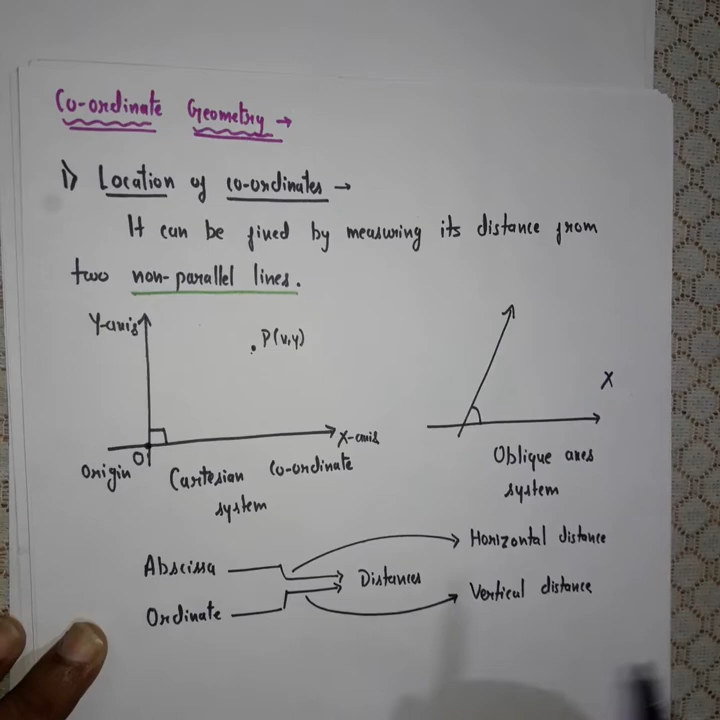 Co-ordinate Geometry →
1) Location of co-ordinates →
It can be fixed by measuring its distance from
two non-parallel lines.
Y-axis
P(x,y)
X-axis
Origin O
Cartesian co-ordinate
system
X
Oblique axes
system
Abscissa
Ordinate
Distances
Horizontal distance
Vertical distance